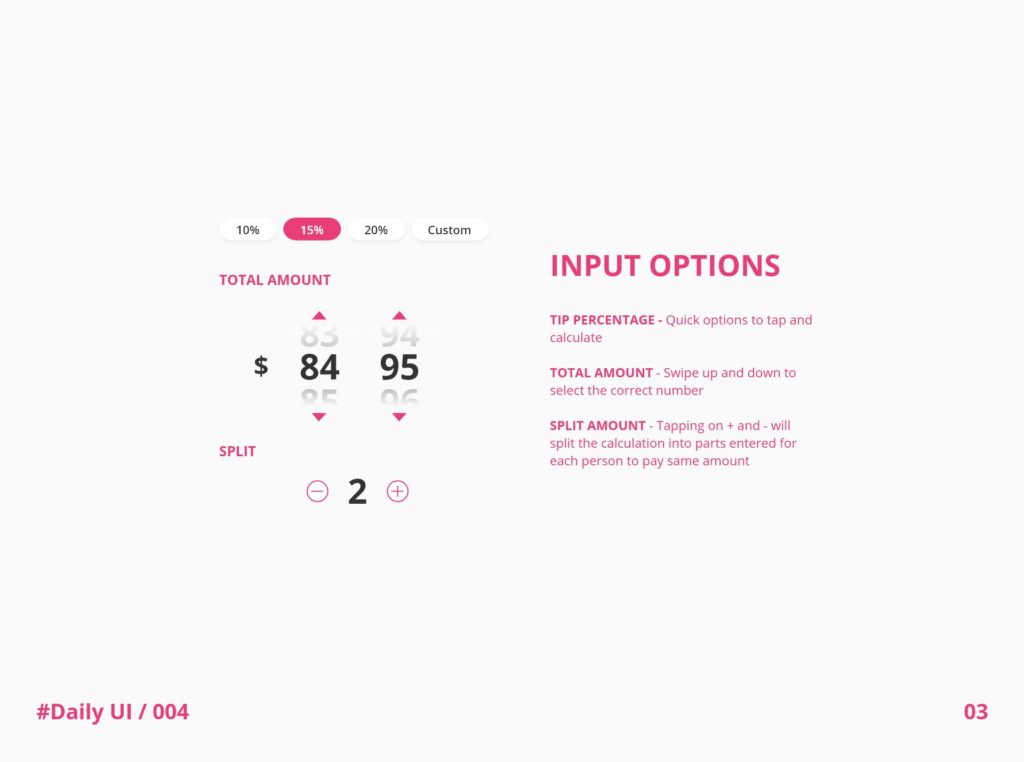 10% 15% 20% Custom
TOTAL AMOUNT
83 94
$ 84 95
85 96
SPLIT
2
INPUT OPTIONS
TIP PERCENTAGE - Quick options to tap and
calculate
TOTAL AMOUNT - Swipe up and down to
select the correct number
SPLIT AMOUNT - Tapping on + and - will
split the calculation into parts entered for
each person to pay same amount
#Daily UI / 004
03